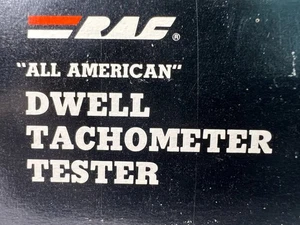 RAC®
"ALL AMERICAN"
DWELL
TACHOMETER
TESTER